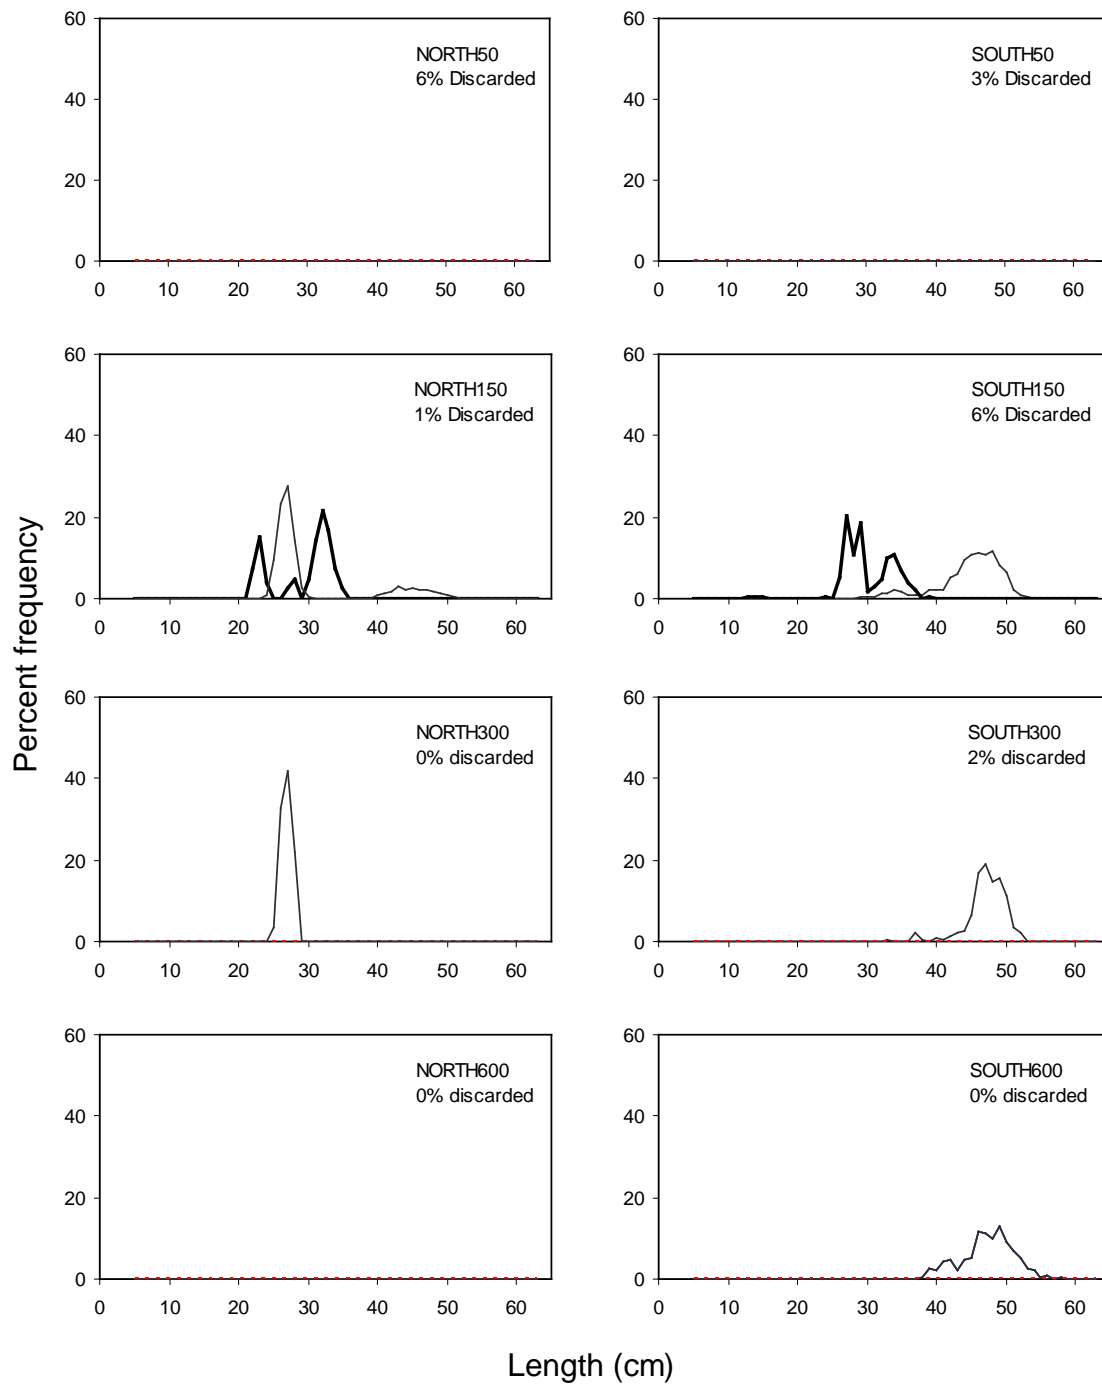 Percent frequency
60
40
20
0
0 10 20 30 40 50 60
NORTH50
6% Discarded
60
40
20
0
0 10 20 30 40 50 60
SOUTH50
3% Discarded
60
40
20
0
0 10 20 30 40 50 60
NORTH150
1% Discarded
60
40
20
0
0 10 20 30 40 50 60
SOUTH150
6% Discarded
60
40
20
0
0 10 20 30 40 50 60
NORTH300
0% discarded
60
40
20
0
0 10 20 30 40 50 60
SOUTH300
2% discarded
60
40
20
0
0 10 20 30 40 50 60
NORTH600
0% discarded
60
40
20
0
0 10 20 30 40 50 60
SOUTH600
0% discarded
Length (cm)